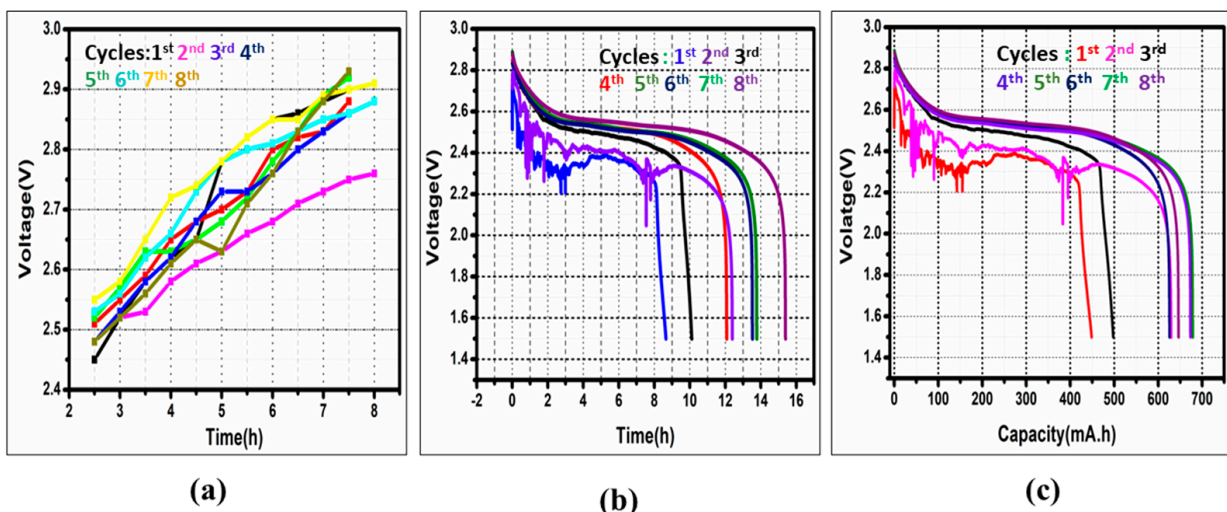 3.0
2.9
2.8
2.7
2.6
2.5
2.4
Voltage(V)
Cycles:1st 2nd 3rd 4th
5th 6th 7th 8th
2 3 4 5 6 7 8
Time(h)
(a)
3.0
2.8
2.6
2.4
2.2
2.0
1.8
1.6
1.4
Voltage(V)
Cycles : 1st 2nd 3rd
4th 5th 6th 7th 8th
-2 0 2 4 6 8 10 12 14 16
Time(h)
(b)
3.0
2.8
2.6
2.4
2.2
2.0
1.8
1.6
1.4
Volatge(V)
Cycles : 1st 2nd 3rd
4th 5th 6th 7th 8th
0 100 200 300 400 500 600 700
Capacity(mA.h)
(c)